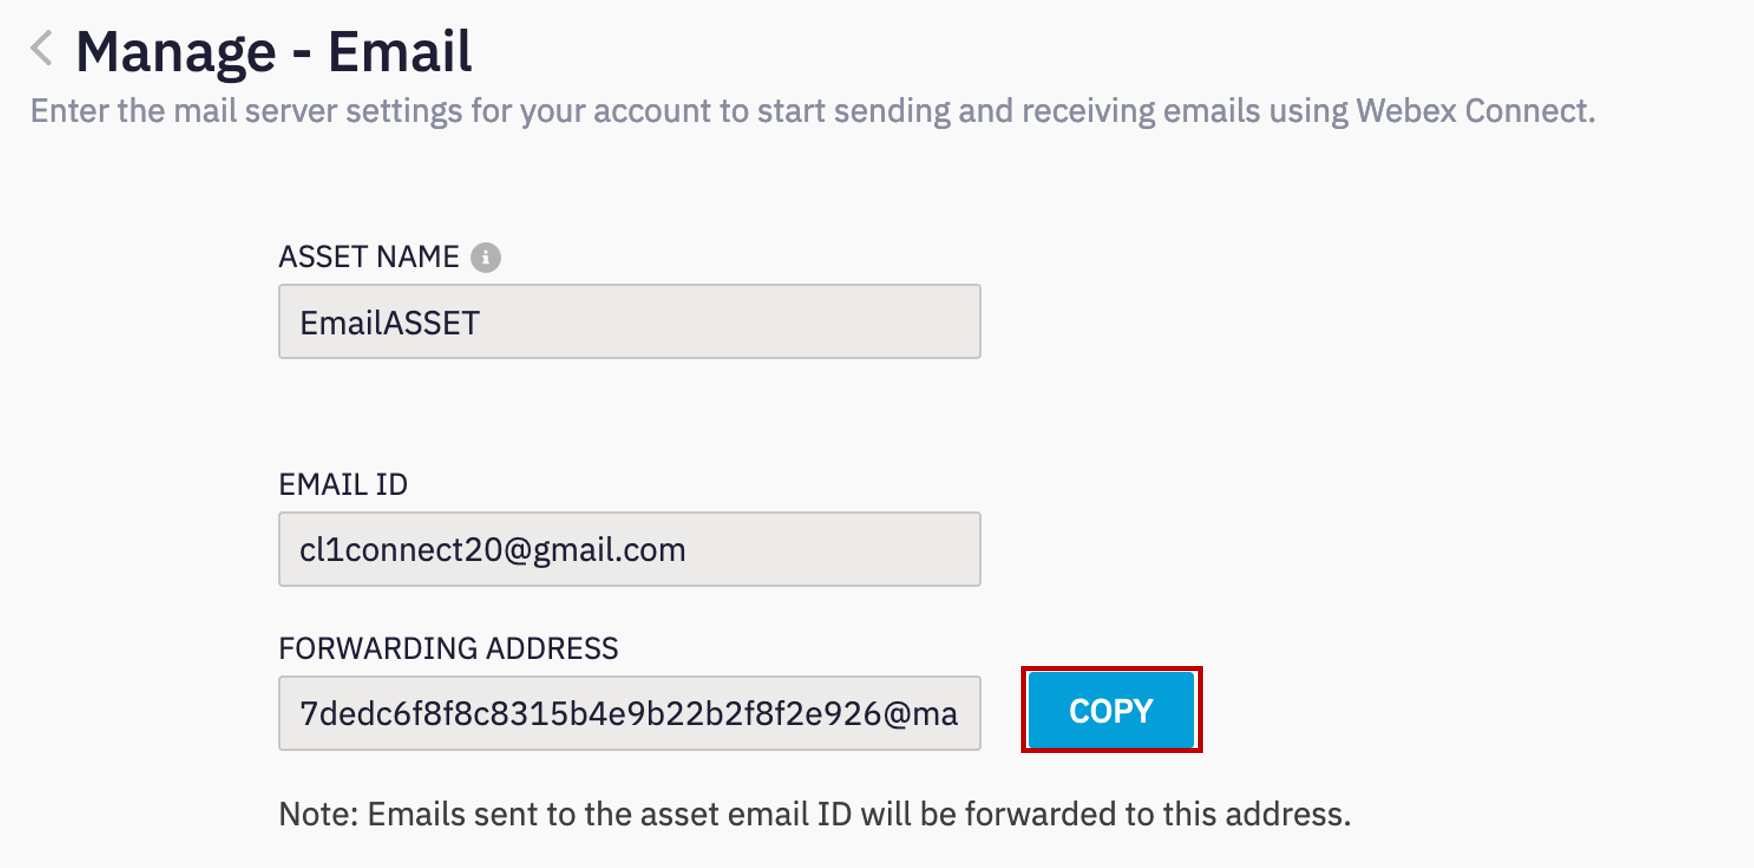 Manage - Email
Enter the mail server settings for your account to start sending and receiving emails using Webex Connect.
ASSET NAME
EmailASSET
EMAIL ID
cl1connect20@gmail.com
FORWARDING ADDRESS
7dedc6f8f8c8315b4e9b22b2f8f2e926@ma
COPY
Note: Emails sent to the asset email ID will be forwarded to this address.